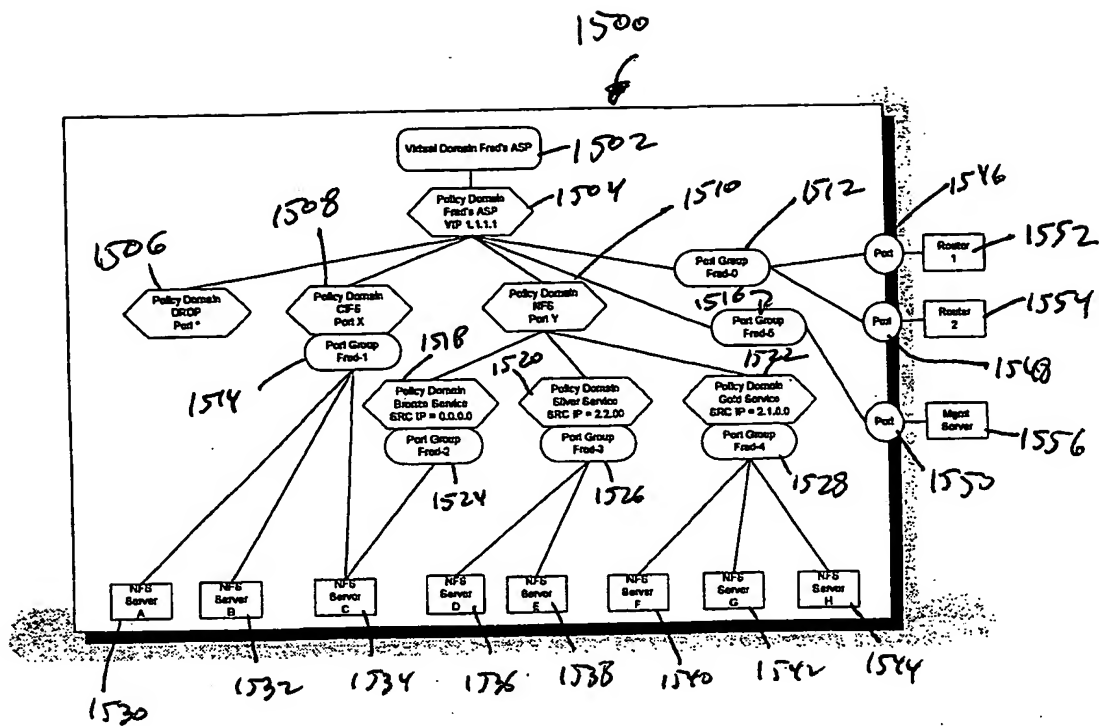 1500
Virtual Domain Fred's ASP
1502
Policy Domain
Fred's ASP
VIP 1.1.1.1
1504
1510
1512
1546
1508
1506
1552
Port
Router
1
Port Group
Fred-0
Policy Domain
DROP
Port *
Policy Domain
CIFS
Port X
Policy Domain
NFS
Port Y
1516
Port Group
Fred-5
1554
Port
Router
2
1548
Port Group
Fred-1
1514
1518
1520
1522
Policy Domain
Bronze Service
SRC IP = 0.0.0.0
Policy Domain
Silver Service
SRC IP = 2.2.0.0
Policy Domain
Gold Service
SRC IP = 2.1.0.0
Port
Mgmt
Server
1556
1550
Port Group
Fred-2
Port Group
Fred-3
Port Group
Fred-4
1524
1526
1528
NFS
Server
A
NFS
Server
B
NFS
Server
C
NFS
Server
D
NFS
Server
E
NFS
Server
F
NFS
Server
G
NFS
Server
H
1530
1532
1534
1536
1538
1540
1542
1544